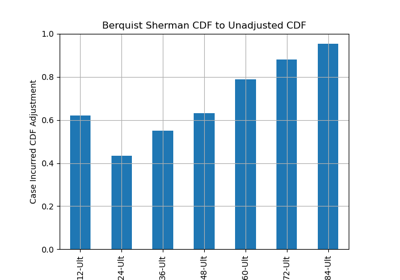 Berquist Sherman CDF to Unadjusted CDF
Case Incurred CDF Adjustment
1.0
0.8
0.6
0.4
0.2
0.0
12-Ult
24-Ult
36-Ult
48-Ult
60-Ult
72-Ult
84-Ult